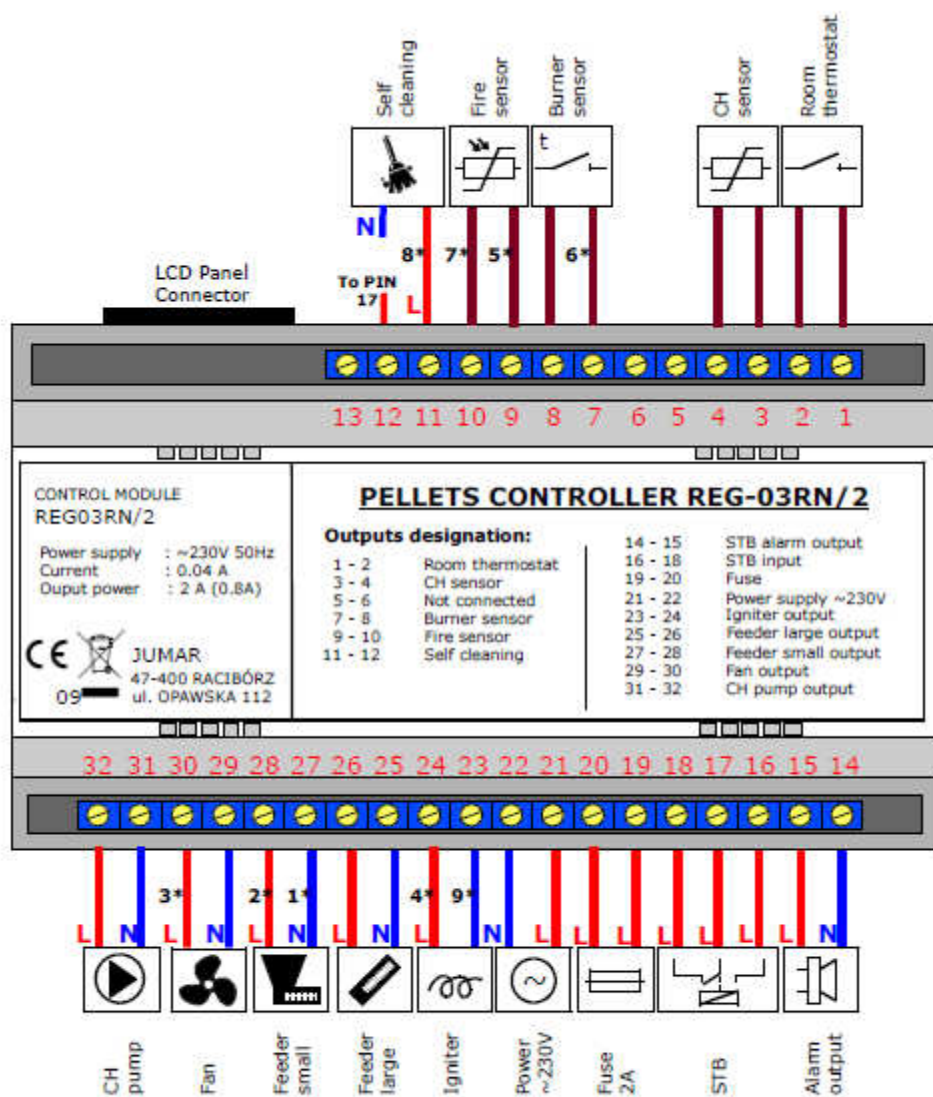 Self
cleaning
Fire
sensor
Burner
sensor
CH
sensor
Room
thermostat
t
N
8*
7*
5*
6*
LCD Panel
Connector
To PIN
17
L
13 12 11 10 9 8 7 6 5 4 3 2 1
CONTROL MODULE
REG03RN/2
Power supply : ~230V 50Hz
Current : 0.04 A
Ouput power : 2 A (0.8A)
CE
JUMAR
47-400 RACIBÓRZ
09 ul. OPAWSKA 112
PELLETS CONTROLLER REG-03RN/2
Outputs designation:
1 - 2 Room thermostat
3 - 4 CH sensor
5 - 6 Not connected
7 - 8 Burner sensor
9 - 10 Fire sensor
11 - 12 Self cleaning
14 - 15 STB alarm output
16 - 18 STB input
19 - 20 Fuse
21 - 22 Power supply ~230V
23 - 24 Igniter output
25 - 26 Feeder large output
27 - 28 Feeder small output
29 - 30 Fan output
31 - 32 CH pump output
32 31 30 29 28 27 26 25 24 23 22 21 20 19 18 17 16 15 14
3* 2* 1* 4* 9*
L N L N L N L N L N L L L L L L L N
CH
pump
Fan
Feeder
small
Feeder
large
Igniter
Power
~230V
Fuse
2A
STB
Alarm
output